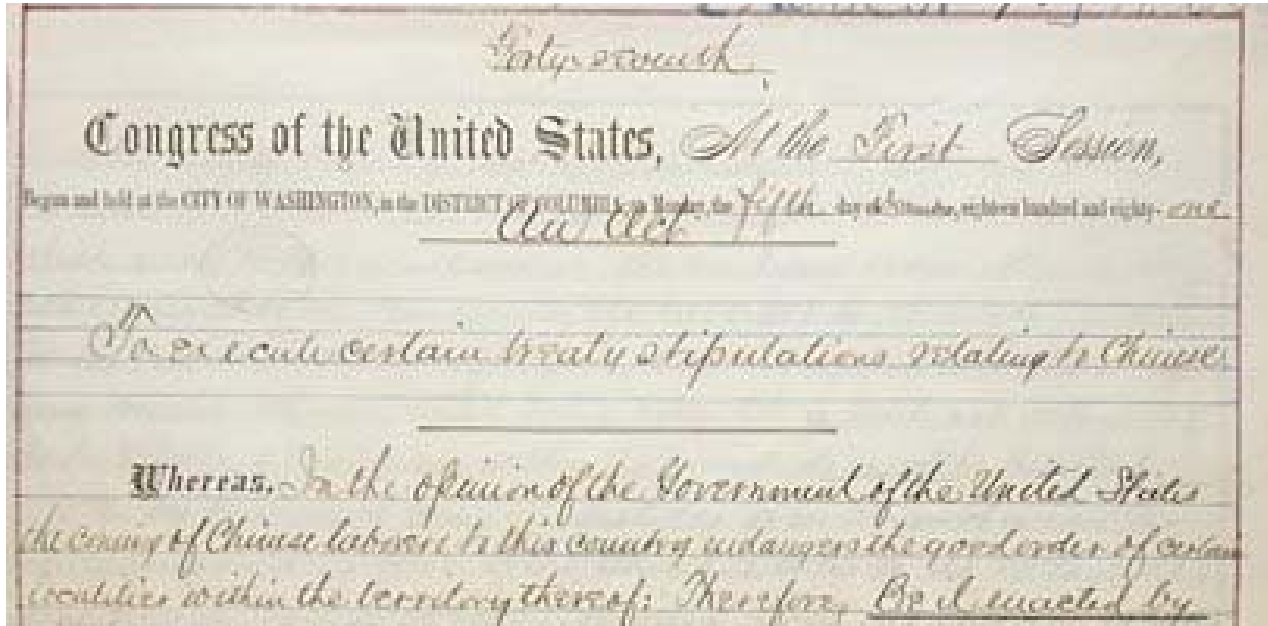 Forty-seventh
Congress of the United States, At the First Session,
Begun and held at the CITY OF WASHINGTON, in the DISTRICT OF COLUMBIA, on Monday, the fifth day of December, eighteen hundred and eighty-one
An Act
To execute certain treaty stipulations relating to Chinese.
Whereas, In the opinion of the Government of the United States
the coming of Chinese laborers to this country endangers the good order of certain
localities within the territory thereof: Therefore, Be it enacted by